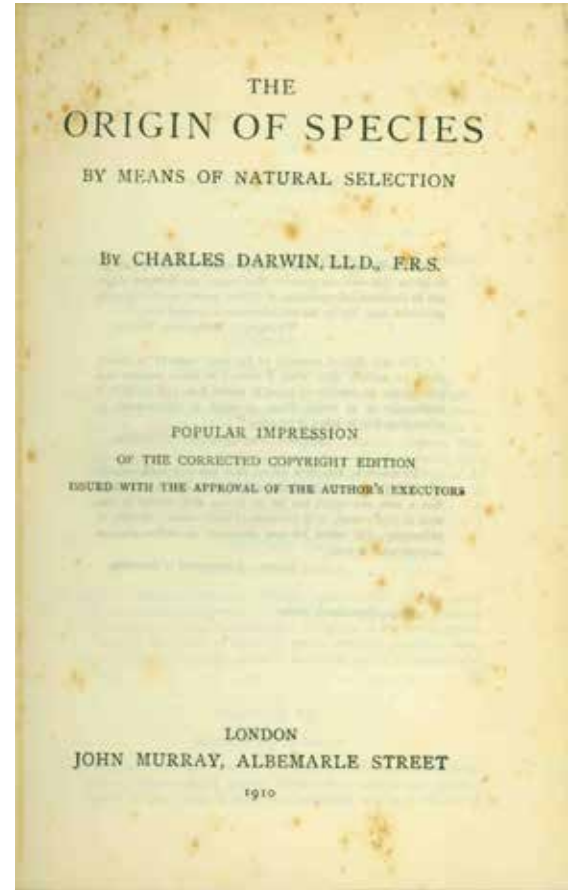 THE
ORIGIN OF SPECIES
BY MEANS OF NATURAL SELECTION
BY CHARLES DARWIN, LL.D., F.R.S.
POPULAR IMPRESSION
OF THE CORRECTED COPYRIGHT EDITION
ISSUED WITH THE APPROVAL OF THE AUTHOR'S EXECUTORS
LONDON
JOHN MURRAY, ALBEMARLE STREET
1910